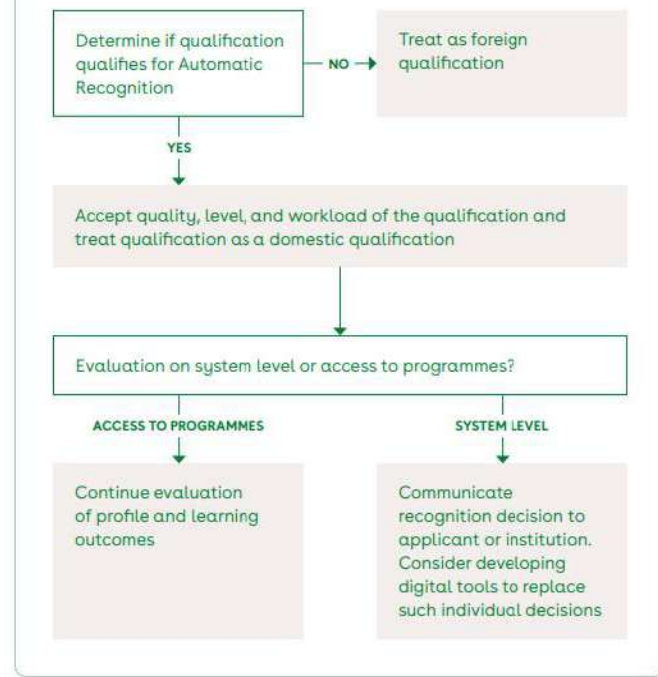 Determine if qualification
qualifies for Automatic
Recognition
NO
Treat as foreign
qualification
YES
Accept quality, level, and workload of the qualification and
treat qualification as a domestic qualification
Evaluation on system level or access to programmes?
ACCESS TO PROGRAMMES
SYSTEM LEVEL
Continue evaluation
of profile and learning
outcomes
Communicate
recognition decision to
applicant or institution.
Consider developing
digital tools to replace
such individual decisions